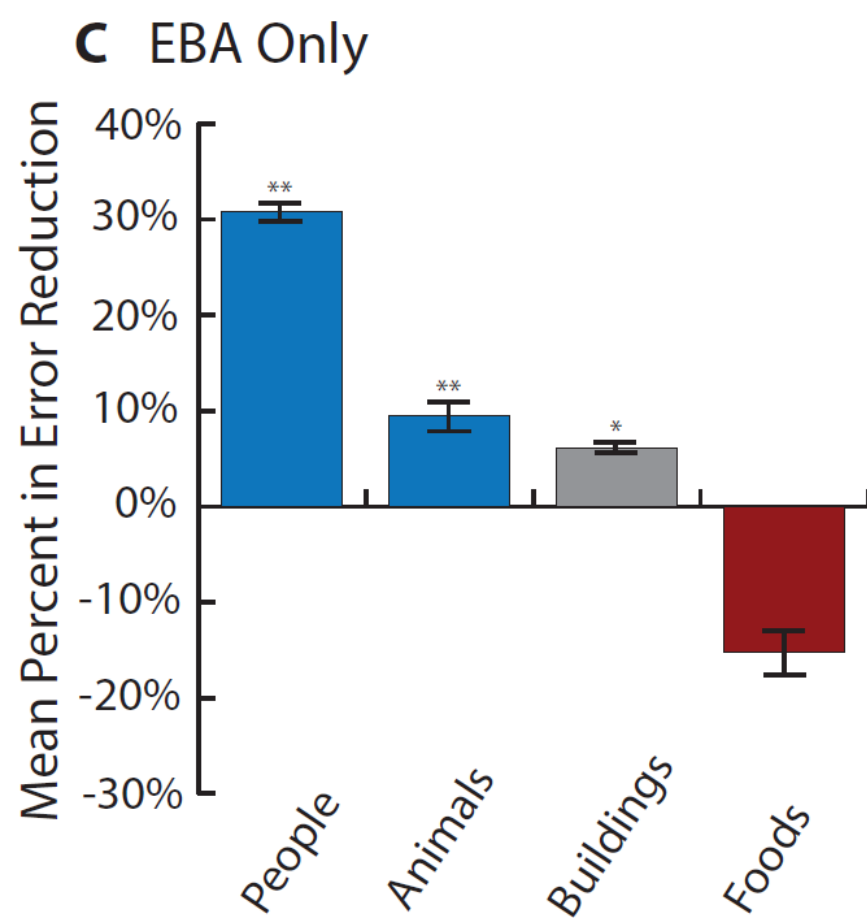 C EBA Only
Mean Percent in Error Reduction
40%
30%
20%
10%
0%
-10%
-20%
-30%
**
**
*
People
Animals
Buildings
Foods